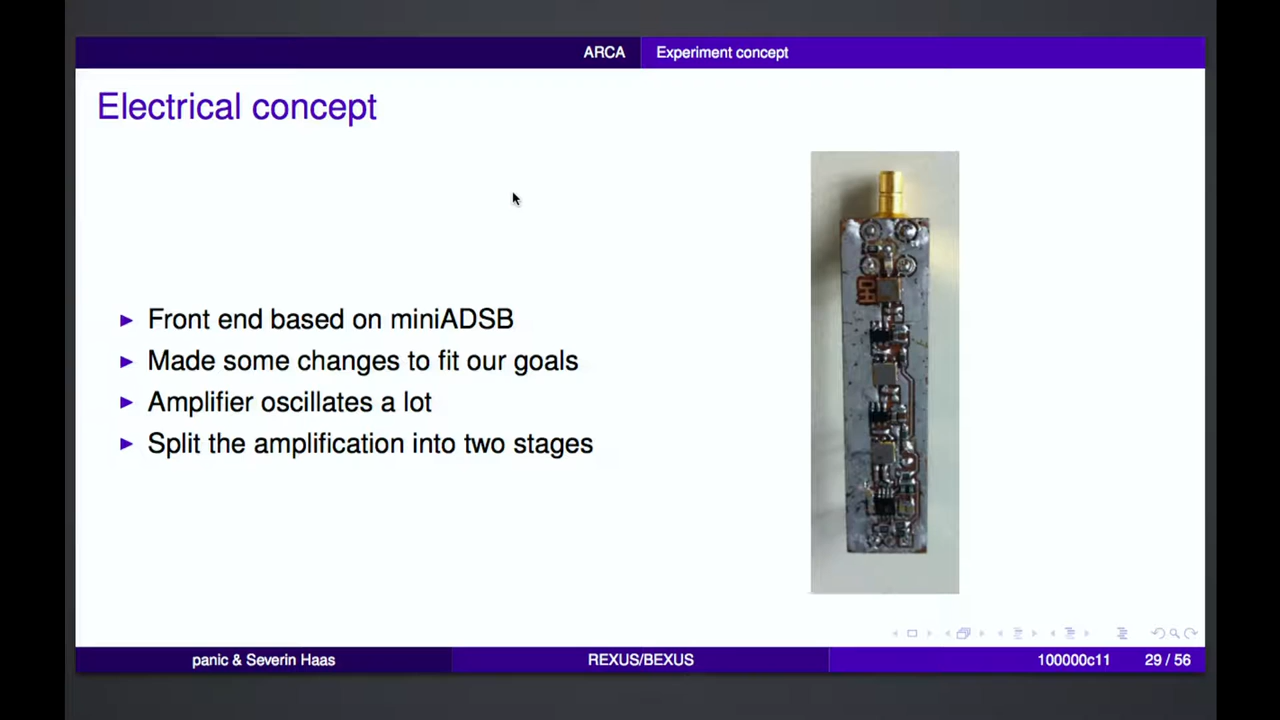 ARCA Experiment concept
Electrical concept
Front end based on miniADSB
Made some changes to fit our goals
Amplifier oscillates a lot
Split the amplification into two stages
panic & Severin Haas REXUS/BEXUS 100000c11 29 / 56